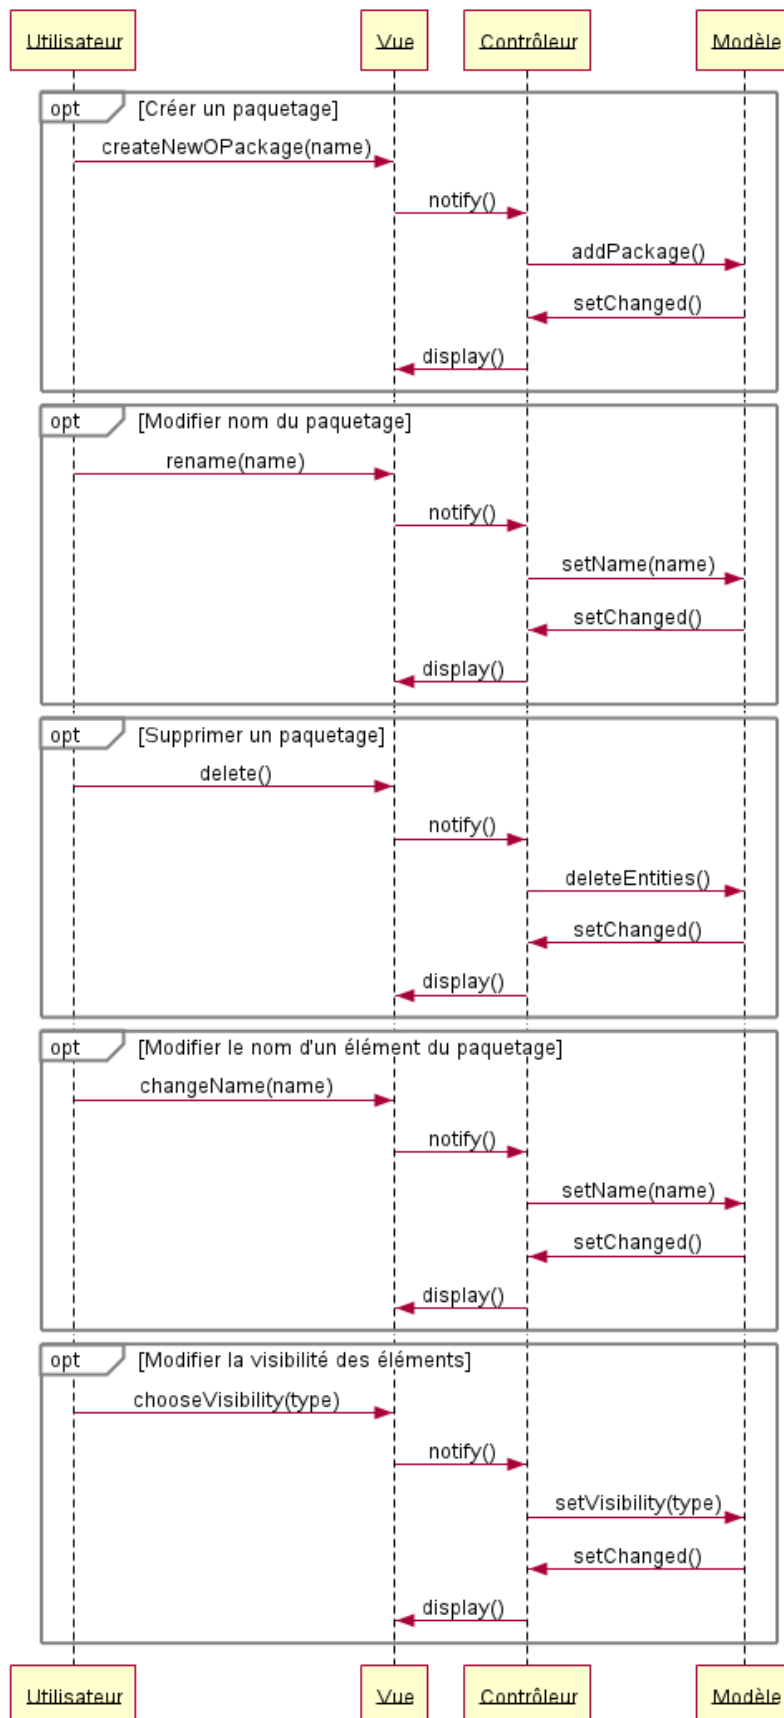 Utilisateur Vue Contrôleur Modèle
opt [Créer un paquetage]
createNewOPackage(name)
notify()
addPackage()
setChanged()
display()
opt [Modifier nom du paquetage]
rename(name)
notify()
setName(name)
setChanged()
display()
opt [Supprimer un paquetage]
delete()
notify()
deleteEntities()
setChanged()
display()
opt [Modifier le nom d'un élément du paquetage]
changeName(name)
notify()
setName(name)
setChanged()
display()
opt [Modifier la visibilité des éléments]
chooseVisibility(type)
notify()
setVisibility(type)
setChanged()
display()
Utilisateur Vue Contrôleur Modèle